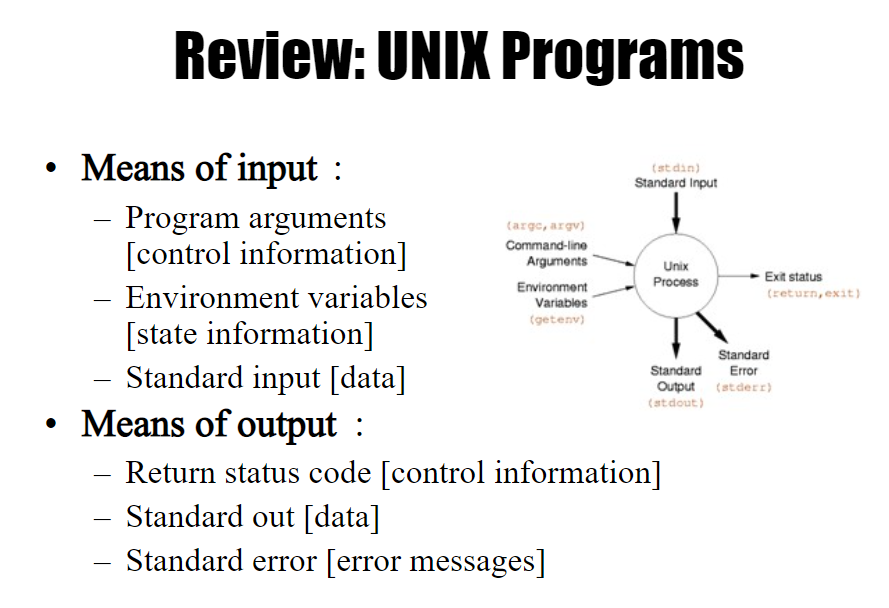 Review: UNIX Programs
• Means of input :
– Program arguments
[control information]
– Environment variables
[state information]
– Standard input [data]
• Means of output :
– Return status code [control information]
– Standard out [data]
– Standard error [error messages]
(stdin)
Standard Input
(argc,argv)
Command-line
Arguments
Environment
Variables
(getenv)
Unix
Process
Exit status
(return,exit)
Standard
Output
(stdout)
Standard
Error
(stderr)